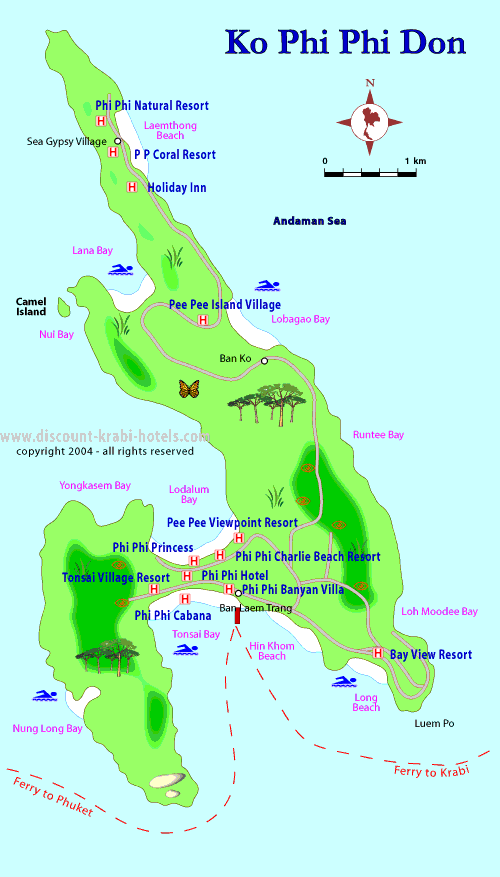 Ko Phi Phi Don
N
Phi Phi Natural Resort
H
Laemthong
Beach
Sea Gypsy Village
H
P P Coral Resort
0 1 km
H
Holiday Inn
Andaman Sea
Lana Bay
Camel
Island
Pee Pee Island Village
H
Lobagao Bay
Nul Bay
Ban Ko
www.discount-krabi-hotels.com
copyright 2004 - all rights reserved
Runtee Bay
Yongkasem Bay
Lodalum
Bay
Pee Pee Viewpoint Resort
H
Phi Phi Princess
H
H
Phi Phi Charlie Beach Resort
Tonsai Village Resort
H
H
Phi Phi Hotel
H
Phi Phi Banyan Villa
H
Phi Phi Cabana
Ban Laem Trang
Loh Moodee Bay
Tonsai Bay
Hin Khom
Beach
H
Bay View Resort
Long
Beach
Luem Po
Nung Long Bay
Ferry to Krabi
Ferry to Phuket